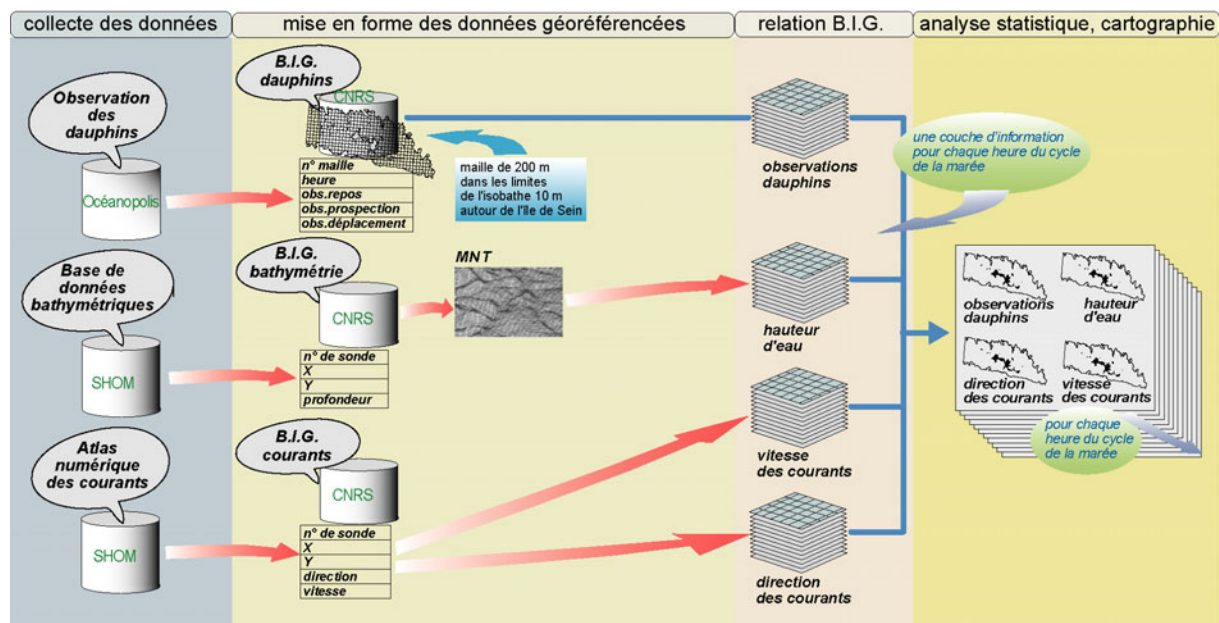 collecte des données
mise en forme des données géoréférencées
relation B.I.G.
analyse statistique, cartographie
Observation
des
dauphins
Océanopolis
B.I.G.
dauphins
CNRS
n° maille
heure
obs.repos
obs.prospection
obs.déplacement
maille de 200 m
dans les limites
de l'isobathe 10 m
autour de l'île de Sein
observations
dauphins
une couche d'information
pour chaque heure du cycle
de la marée
Base de
données
bathymétriques
SHOM
B.I.G.
bathymétrie
CNRS
n° de sonde
X
Y
profondeur
MNT
hauteur
d'eau
Atlas
numérique
des courants
SHOM
B.I.G.
courants
CNRS
n° de sonde
X
Y
direction
vitesse
vitesse
des courants
direction
des courants
observations
dauphins
hauteur
d'eau
direction
des courants
vitesse
des courants
pour chaque
heure du cycle
de la marée